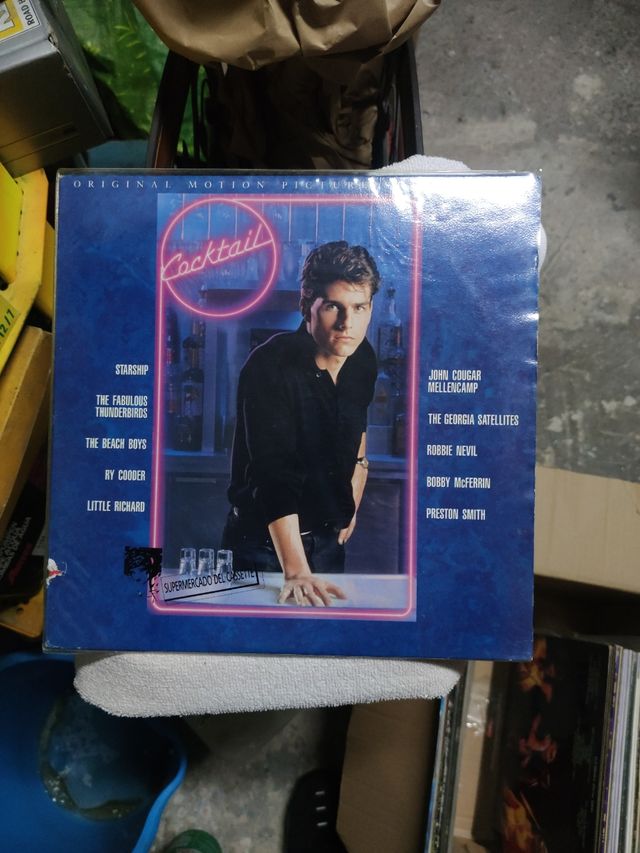 ORIGINAL MOTION PICTURE
Cocktail
STARSHIP
THE FABULOUS
THUNDERBIRDS
THE BEACH BOYS
RY COODER
LITTLE RICHARD
JOHN COUGAR
MELLENCAMP
THE GEORGIA SATELLITES
ROBBIE NEVIL
BOBBY McFERRIN
PRESTON SMITH
SUPERMERCADO DEL CASSETTE
ROAD